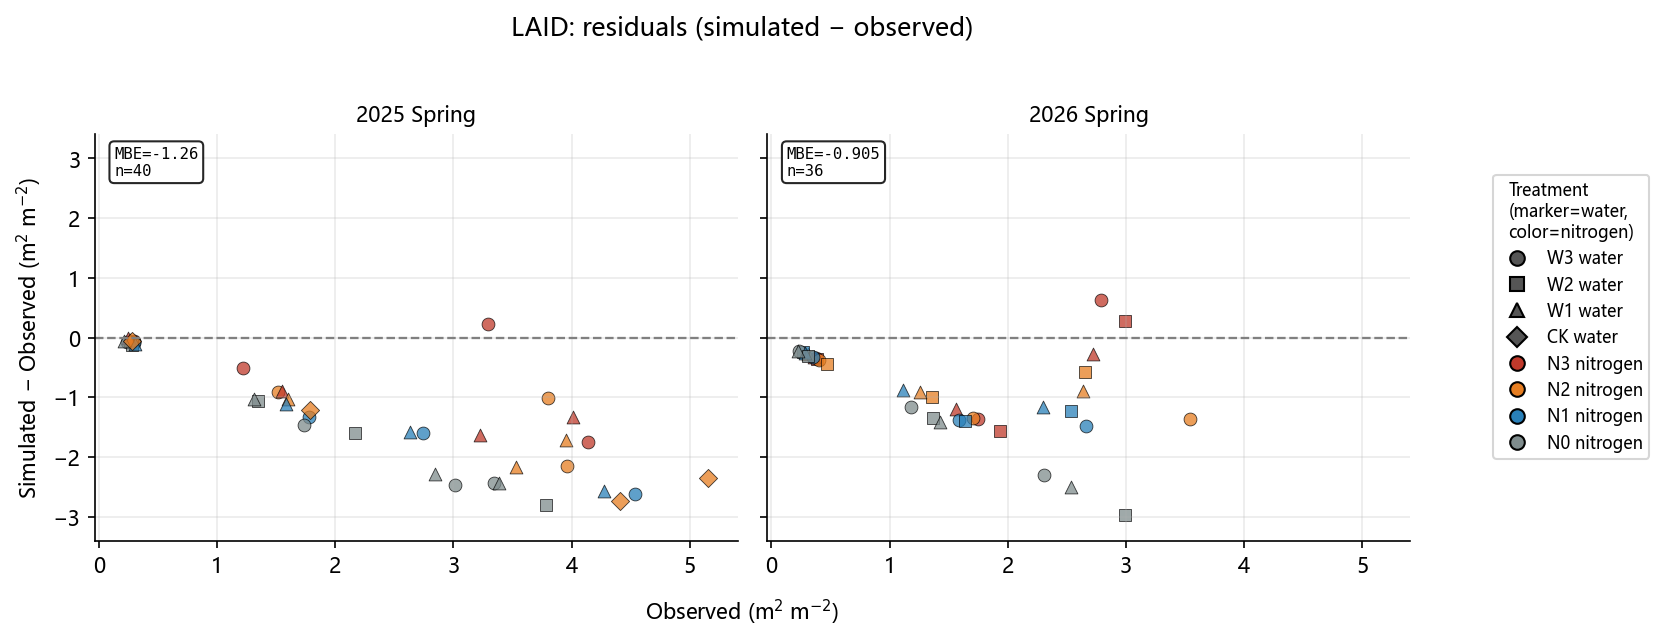 LAID: residuals (simulated − observed)
2025 Spring
2026 Spring
MBE=-1.26
n=40
MBE=-0.905
n=36
Simulated − Observed (m² m⁻²)
3
2
1
0
−1
−2
−3
0 1 2 3 4 5
0 1 2 3 4 5
Observed (m² m⁻²)
Treatment
(marker=water,
color=nitrogen)
W3 water
W2 water
W1 water
CK water
N3 nitrogen
N2 nitrogen
N1 nitrogen
N0 nitrogen